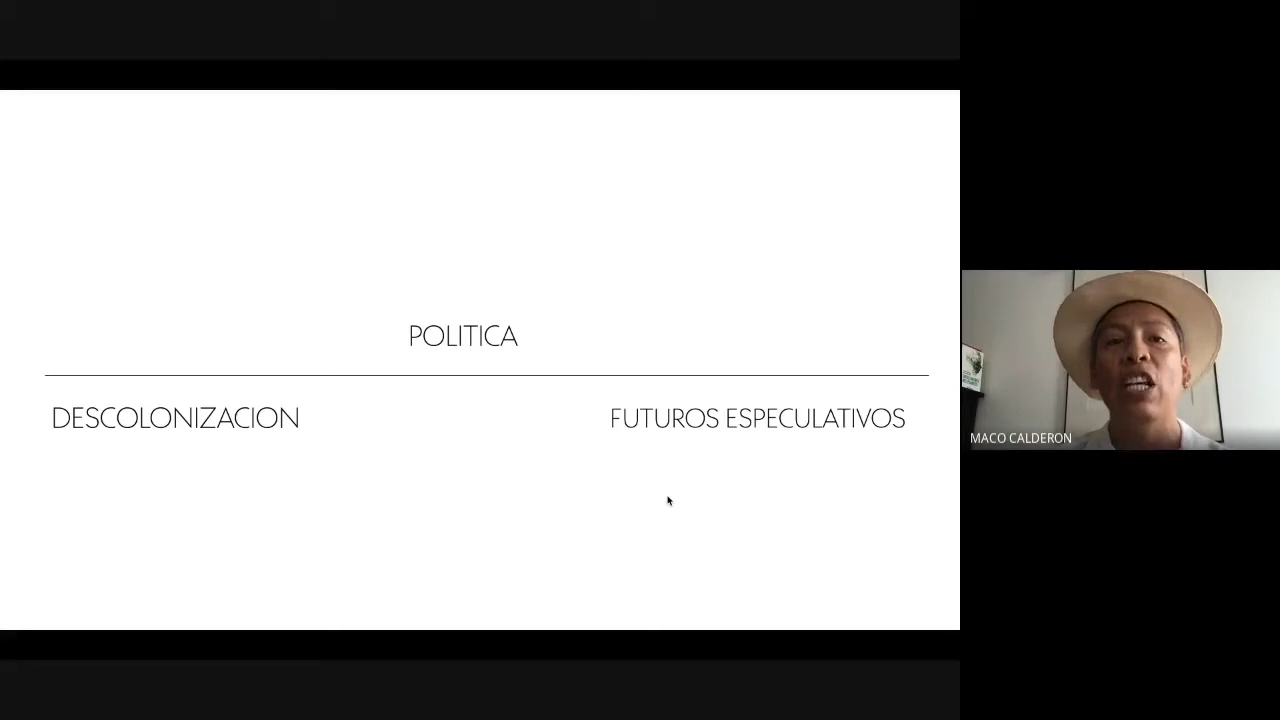 POLITICA
DESCOLONIZACION
FUTUROS ESPECULATIVOS
MACO CALDERON